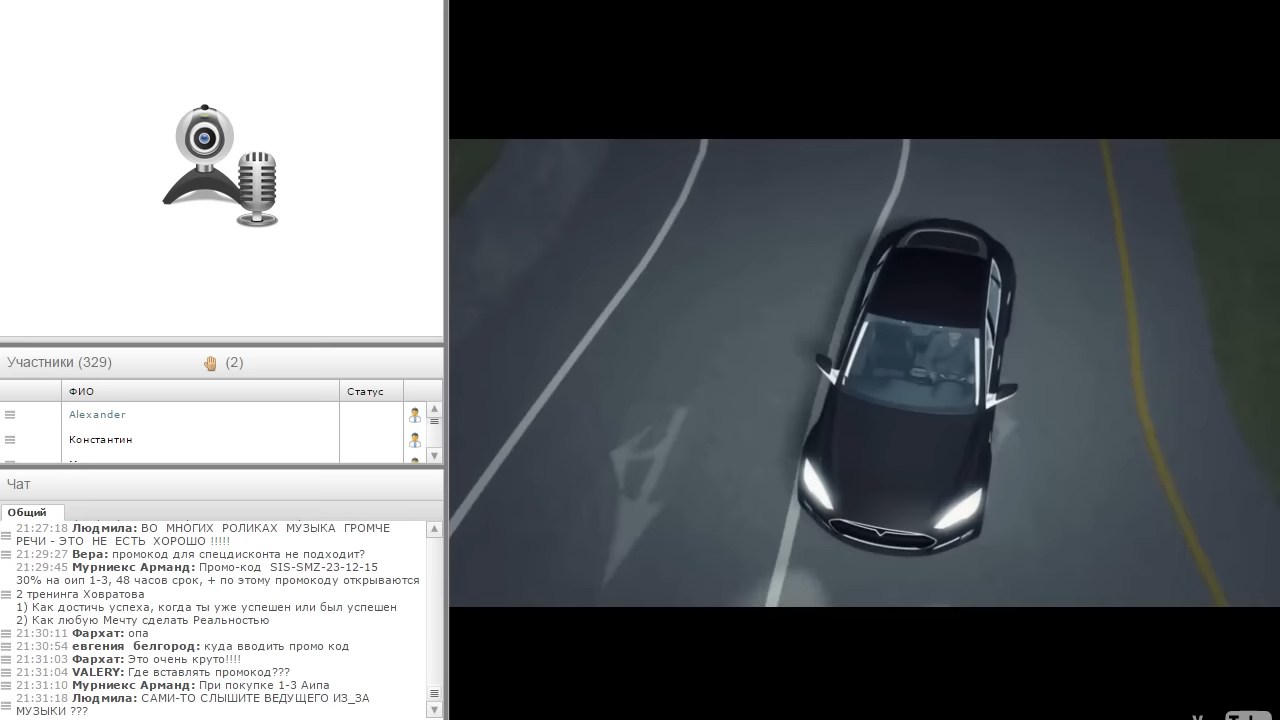 Участники (329) (2)
ФИО Статус
Alexander
Константин
Чат
Общий
21:27:18 Людмила: ВО МНОГИХ РОЛИКАХ МУЗЫКА ГРОМЧЕ
РЕЧИ - ЭТО НЕ ЕСТЬ ХОРОШО !!!!!
21:29:27 Вера: промокод для спецдисконта не подходит?
21:29:45 Мурниекс Арманд: Промо-код SIS-SMZ-23-12-15
30% на оип 1-3, 48 часов срок, + по этому промокоду открываются
2 тренинга Ховратова
1) Как достичь успеха, когда ты уже успешен или был успешен
2) Как любую Мечту сделать Реальностью
21:30:11 Фархат: опа
21:30:54 евгения белгород: куда вводить промо код
21:31:03 Фархат: Это очень круто!!!!
21:31:04 VALERY: Где вставлять промокод???
21:31:10 Мурниекс Арманд: При покупке 1-3 Аипа
21:31:18 Людмила: САМИ-ТО СЛЫШИТЕ ВЕДУЩЕГО ИЗ_ЗА
МУЗЫКИ ???